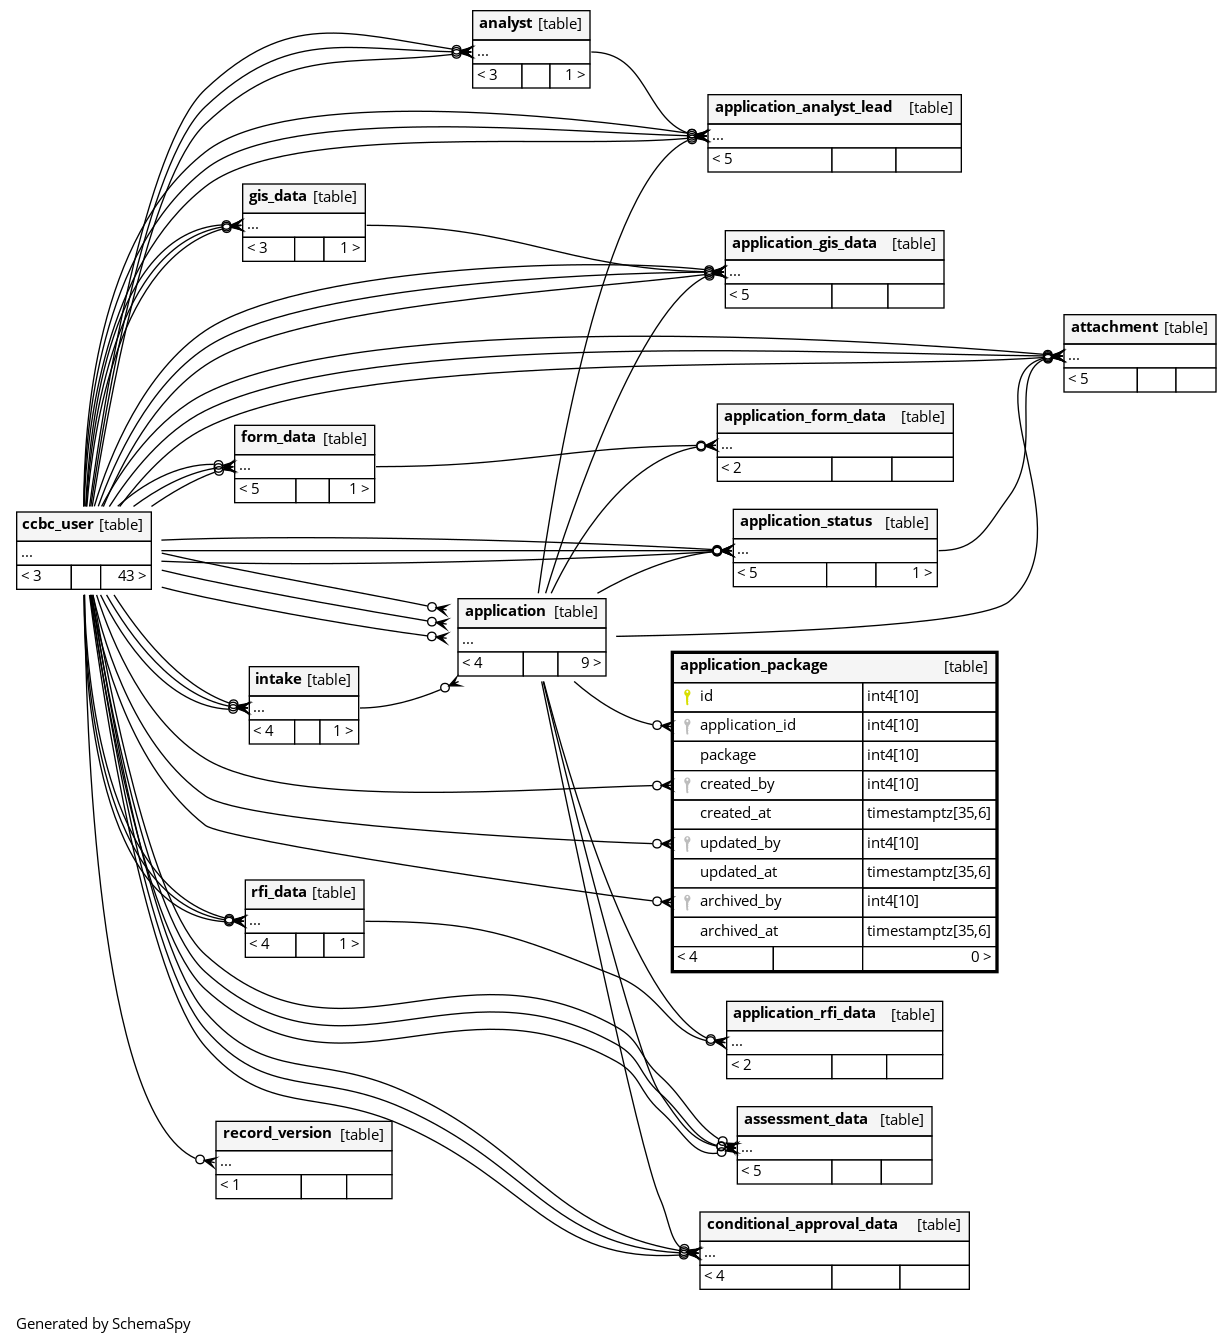 analyst [table]
...
< 3 1 >
application_analyst_lead [table]
...
< 5
gis_data [table]
...
< 3 1 >
application_gis_data [table]
...
< 5
attachment [table]
...
< 5
application_form_data [table]
...
< 2
form_data [table]
...
< 5 1 >
ccbc_user [table]
...
< 3 43 >
application_status [table]
...
< 5 1 >
application [table]
...
< 4 9 >
intake [table]
...
< 4 1 >
application_package [table]
id int4[10]
application_id int4[10]
package int4[10]
created_by int4[10]
created_at timestamptz[35,6]
updated_by int4[10]
updated_at timestamptz[35,6]
archived_by int4[10]
archived_at timestamptz[35,6]
< 4 0 >
rfi_data [table]
...
< 4 1 >
application_rfi_data [table]
...
< 2
assessment_data [table]
...
< 5
record_version [table]
...
< 1
conditional_approval_data [table]
...
< 4
Generated by SchemaSpy